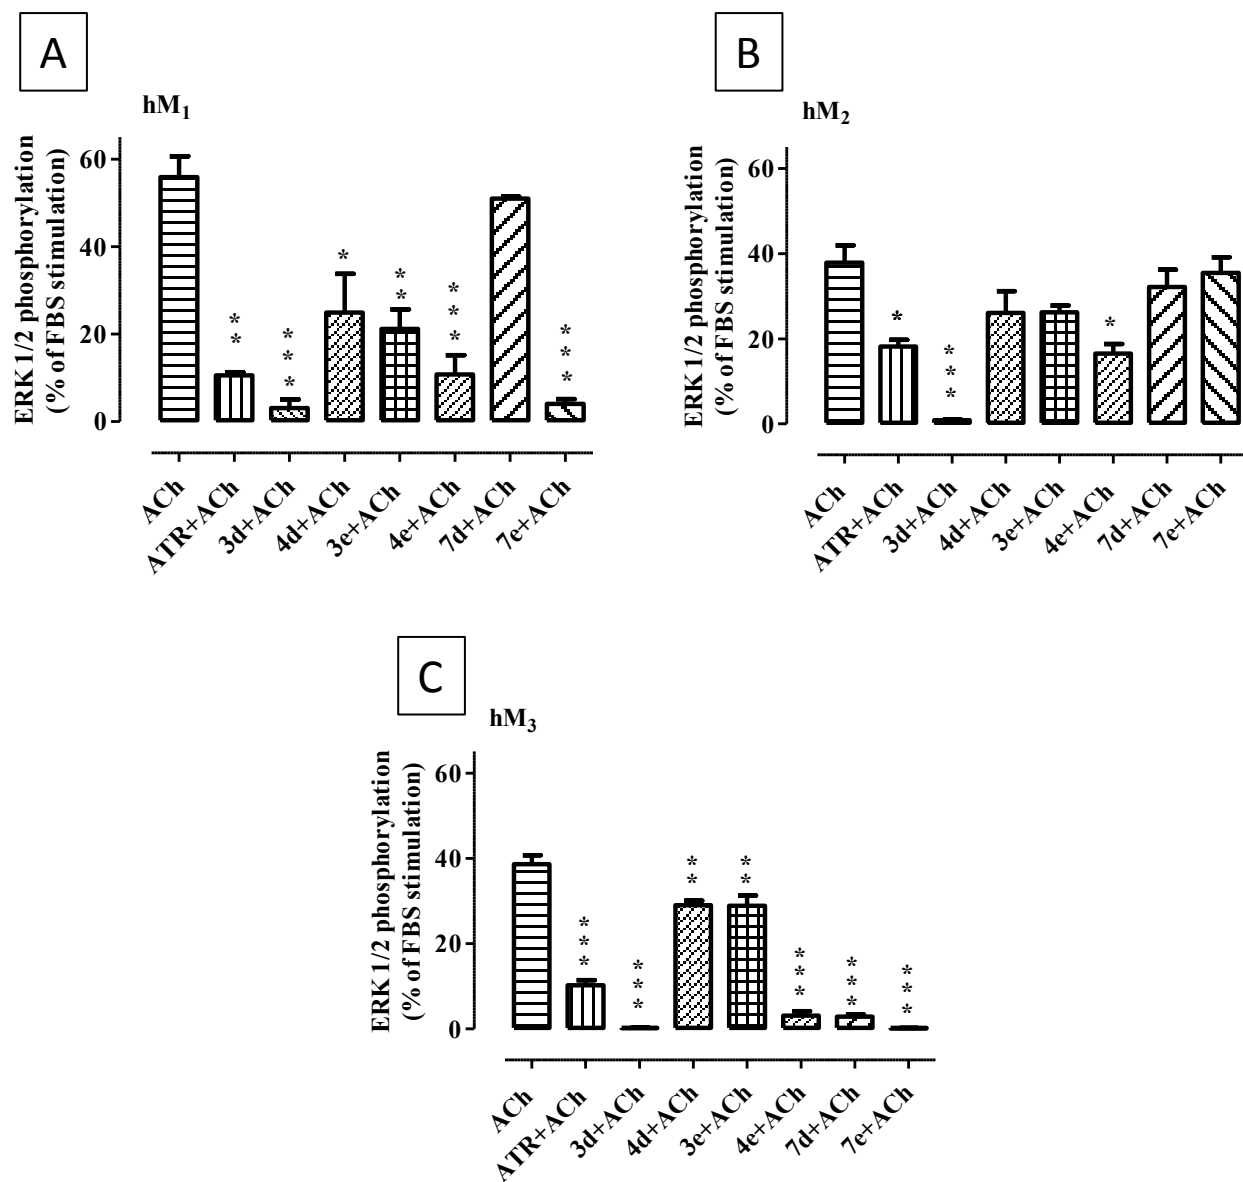 A
hM1
ERK 1/2 phosphorylation
(% of FBS stimulation)
60
40
20
0
**
***
*
**
***
***
ACh
ATR+ACh
3d+ACh
4d+ACh
3e+ACh
4e+ACh
7d+ACh
7e+ACh
B
hM2
ERK 1/2 phosphorylation
(% of FBS stimulation)
60
40
20
0
*
***
*
ACh
ATR+ACh
3d+ACh
4d+ACh
3e+ACh
4e+ACh
7d+ACh
7e+ACh
C
hM3
ERK 1/2 phosphorylation
(% of FBS stimulation)
60
40
20
0
***
***
**
**
***
***
***
ACh
ATR+ACh
3d+ACh
4d+ACh
3e+ACh
4e+ACh
7d+ACh
7e+ACh